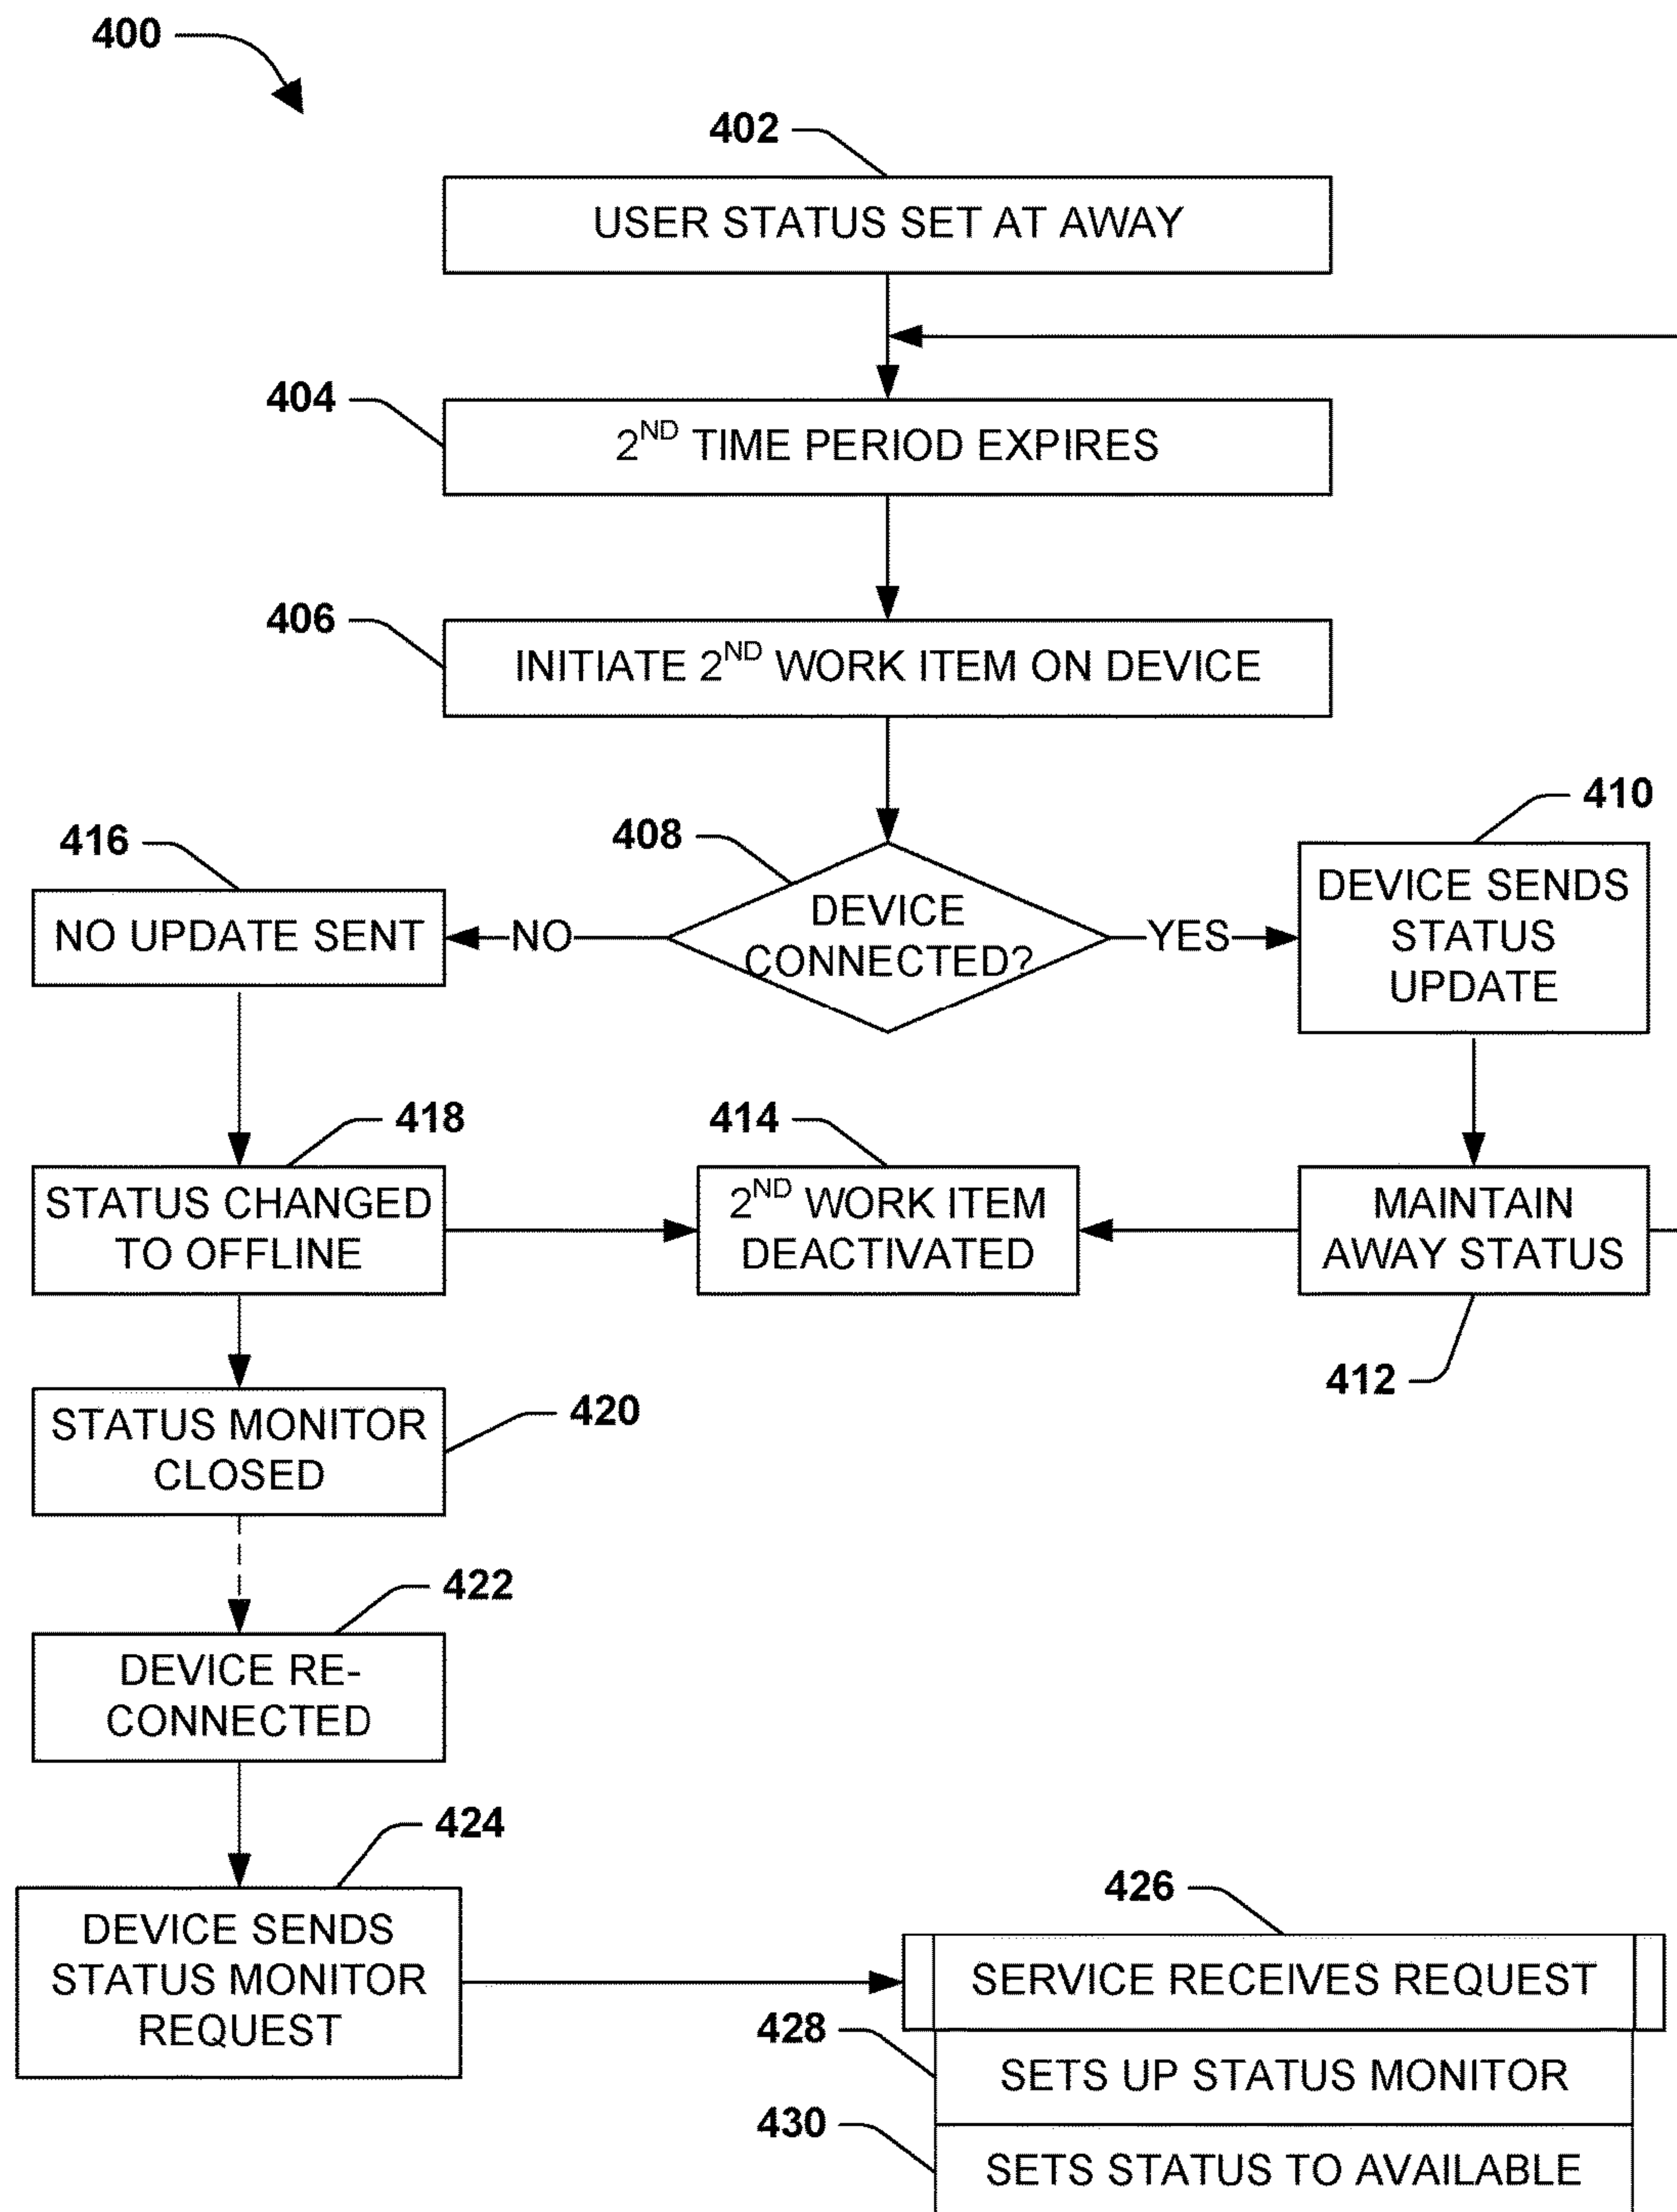 400
402
USER STATUS SET AT AWAY
404
2ND TIME PERIOD EXPIRES
406
INITIATE 2ND WORK ITEM ON DEVICE
408
DEVICE
CONNECTED?
NO
YES
410
DEVICE SENDS
STATUS
UPDATE
416
NO UPDATE SENT
418
STATUS CHANGED
TO OFFLINE
414
2ND WORK ITEM
DEACTIVATED
MAINTAIN
AWAY STATUS
412
420
STATUS MONITOR
CLOSED
422
DEVICE RE-
CONNECTED
424
DEVICE SENDS
STATUS MONITOR
REQUEST
426
SERVICE RECEIVES REQUEST
428
SETS UP STATUS MONITOR
430
SETS STATUS TO AVAILABLE